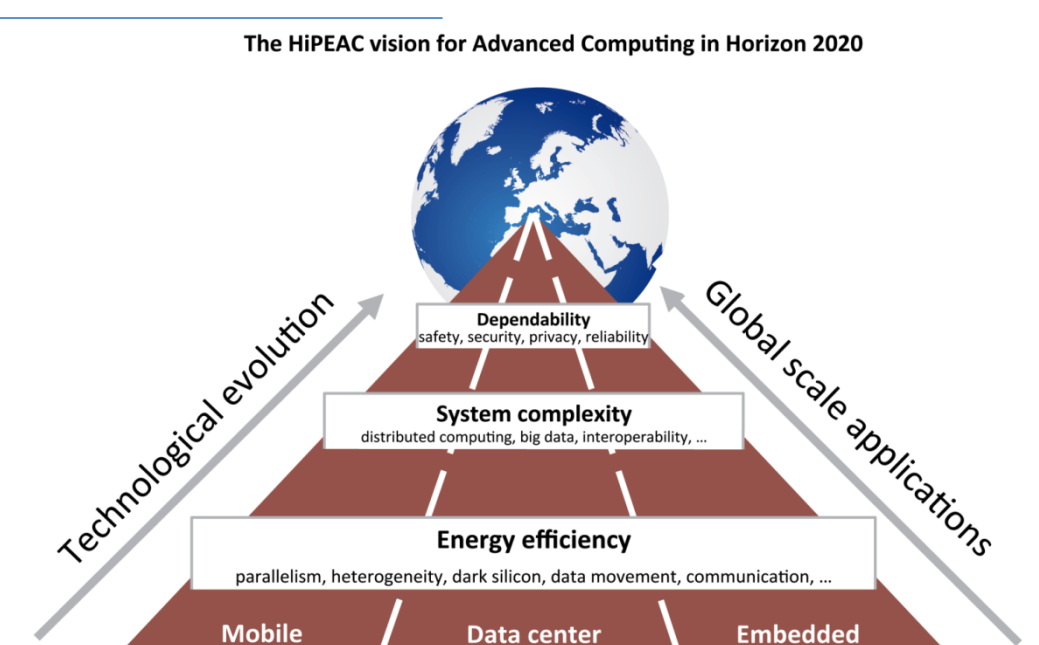 The HiPEAC vision for Advanced Computing in Horizon 2020
Technological evolution
Global scale applications
Dependability
safety, security, privacy, reliability
System complexity
distributed computing, big data, interoperability, ...
Energy efficiency
parallelism, heterogeneity, dark silicon, data movement, communication, ...
Mobile
Data center
Embedded